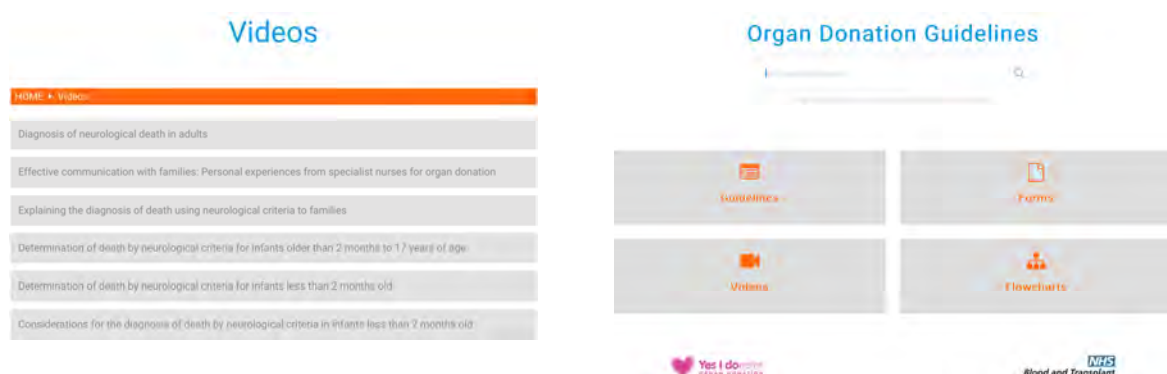 Videos
HOME ▸ Videos
Diagnosis of neurological death in adults
Effective communication with families: Personal experiences from specialist nurses for organ donation
Explaining the diagnosis of death using neurological criteria to families
Determination of death by neurological criteria for infants older than 2 months to 17 years of age
Determination of death by neurological criteria for infants less than 2 months old
Considerations for the diagnosis of death by neurological criteria in infants less than 2 months old
Organ Donation Guidelines
Guidelines
Forms
Videos
Flowcharts
Yes I donate
ORGAN DONATION
NHS
Blood and Transplant